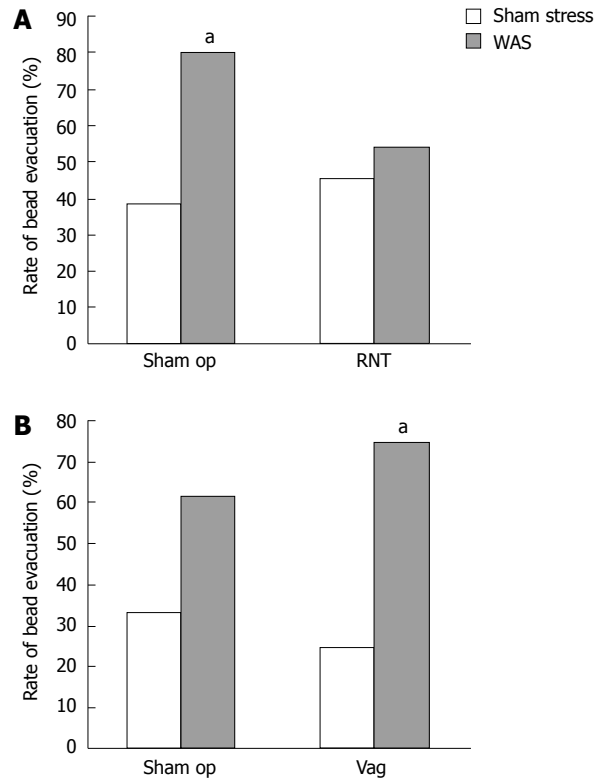 A
Sham stress
WAS
Rate of bead evacuation (%)
90
80
70
60
50
40
30
20
10
0
a
Sham op
RNT
B
Rate of bead evacuation (%)
80
70
60
50
40
30
20
10
0
a
Sham op
Vag